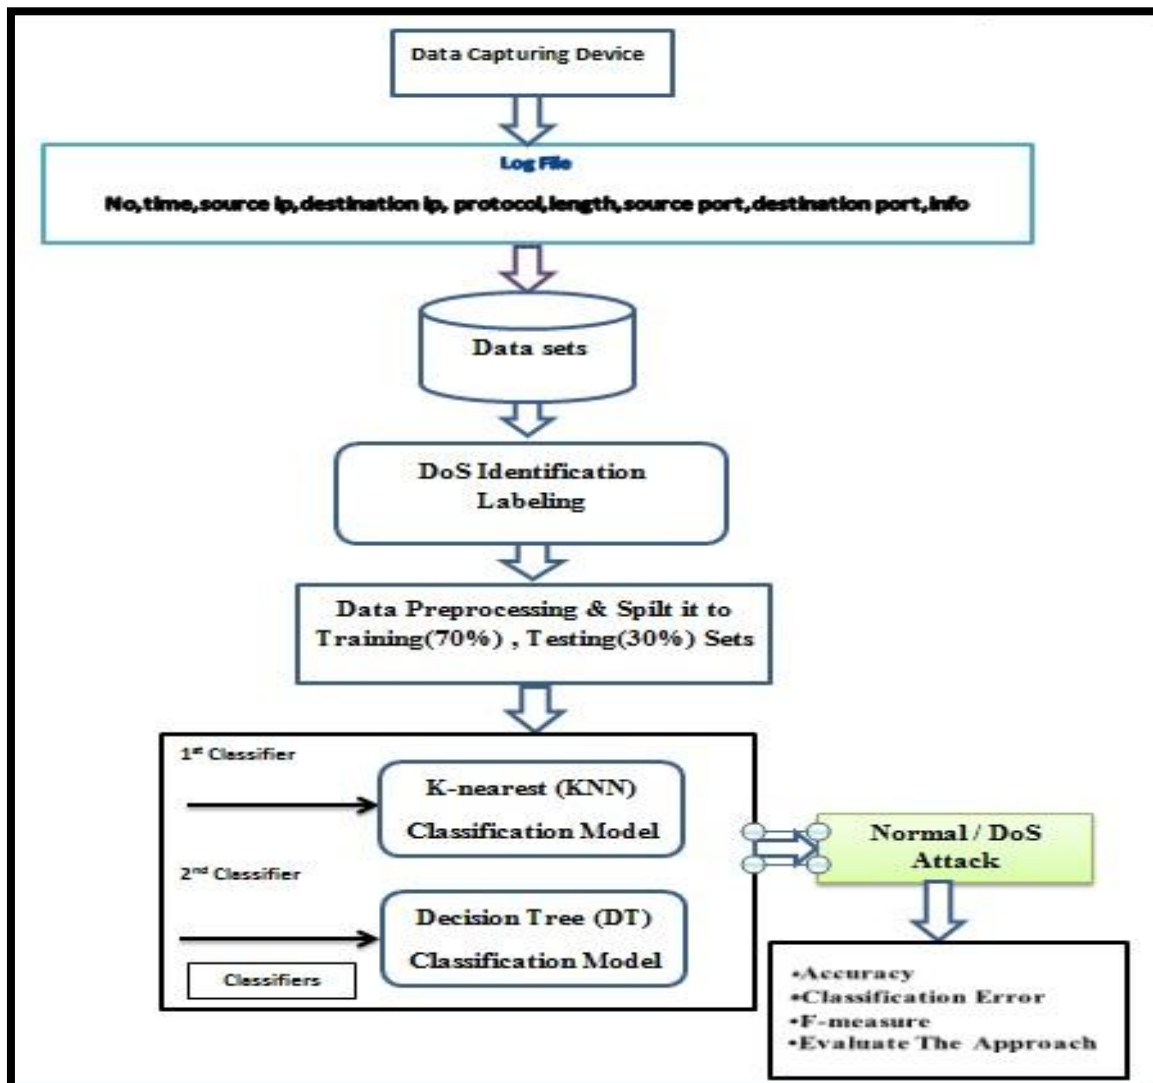 Data Capturing Device
Log File
No,time,source ip,destination ip, protocol,length,source port,destination port,info
Data sets
DoS Identification
Labeling
Data Preprocessing & Spilt it to
Training(70%) , Testing(30%) Sets
1st Classifier
K-nearest (KNN)
Classification Model
2nd Classifier
Decision Tree (DT)
Classification Model
Classifiers
Normal / DoS
Attack
•Accuracy
•Classification Error
•F-measure
•Evaluate The Approach